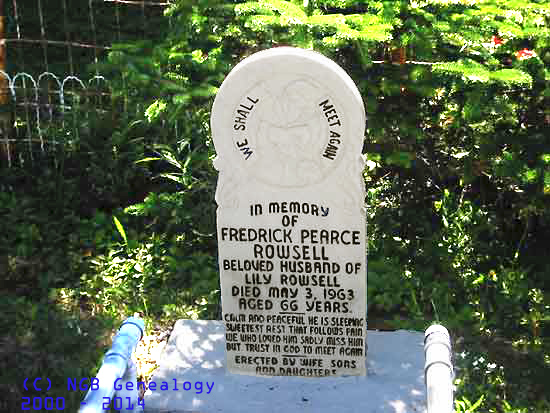 WE SHALL MEET AGAIN
IN MEMORY
OF
FREDRICK PEARCE
ROWSELL
BELOVED HUSBAND OF
LILY ROWSELL
DIED MAY 3, 1963
AGED 66 YEARS.
CALM AND PEACEFUL HE IS SLEEPING
SWEETEST REST THAT FOLLOWS PAIN
WE WHO LOVED HIM SADLY MISS HIM
BUT TRUST IN GOD TO MEET AGAIN
ERECTED BY WIFE SONS
AND DAUGHTERS
(C) NGB Genealogy
2000 2014